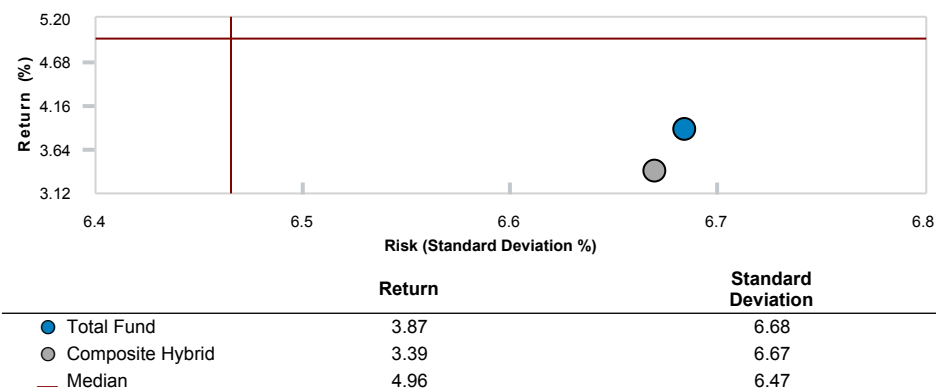 5.20
4.68
4.16
3.64
3.12
Return (%)
6.4 6.5 6.6 6.7 6.8
Risk (Standard Deviation %)
Return Standard Deviation
Total Fund 3.87 6.68
Composite Hybrid 3.39 6.67
Median 4.96 6.47